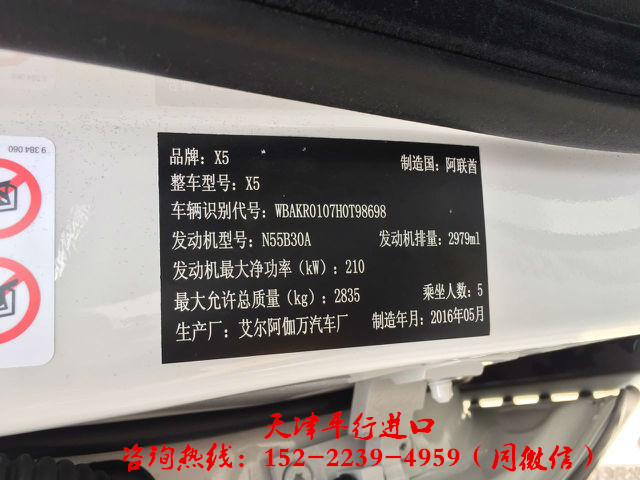 9 384 060
品牌：X5 制造国：阿联酋
整车型号：X5
车辆识别代号：WBAKR0107H0T98698
发动机型号：N55B30A 发动机排量：2979ml
发动机最大净功率（kW）：210
最大允许总质量（kg）：2835 乘坐人数：5
生产厂：艾尔阿伽万汽车厂 制造年月：2016年05月
天津平行进口
咨询热线：152-2239-4959（同微信）